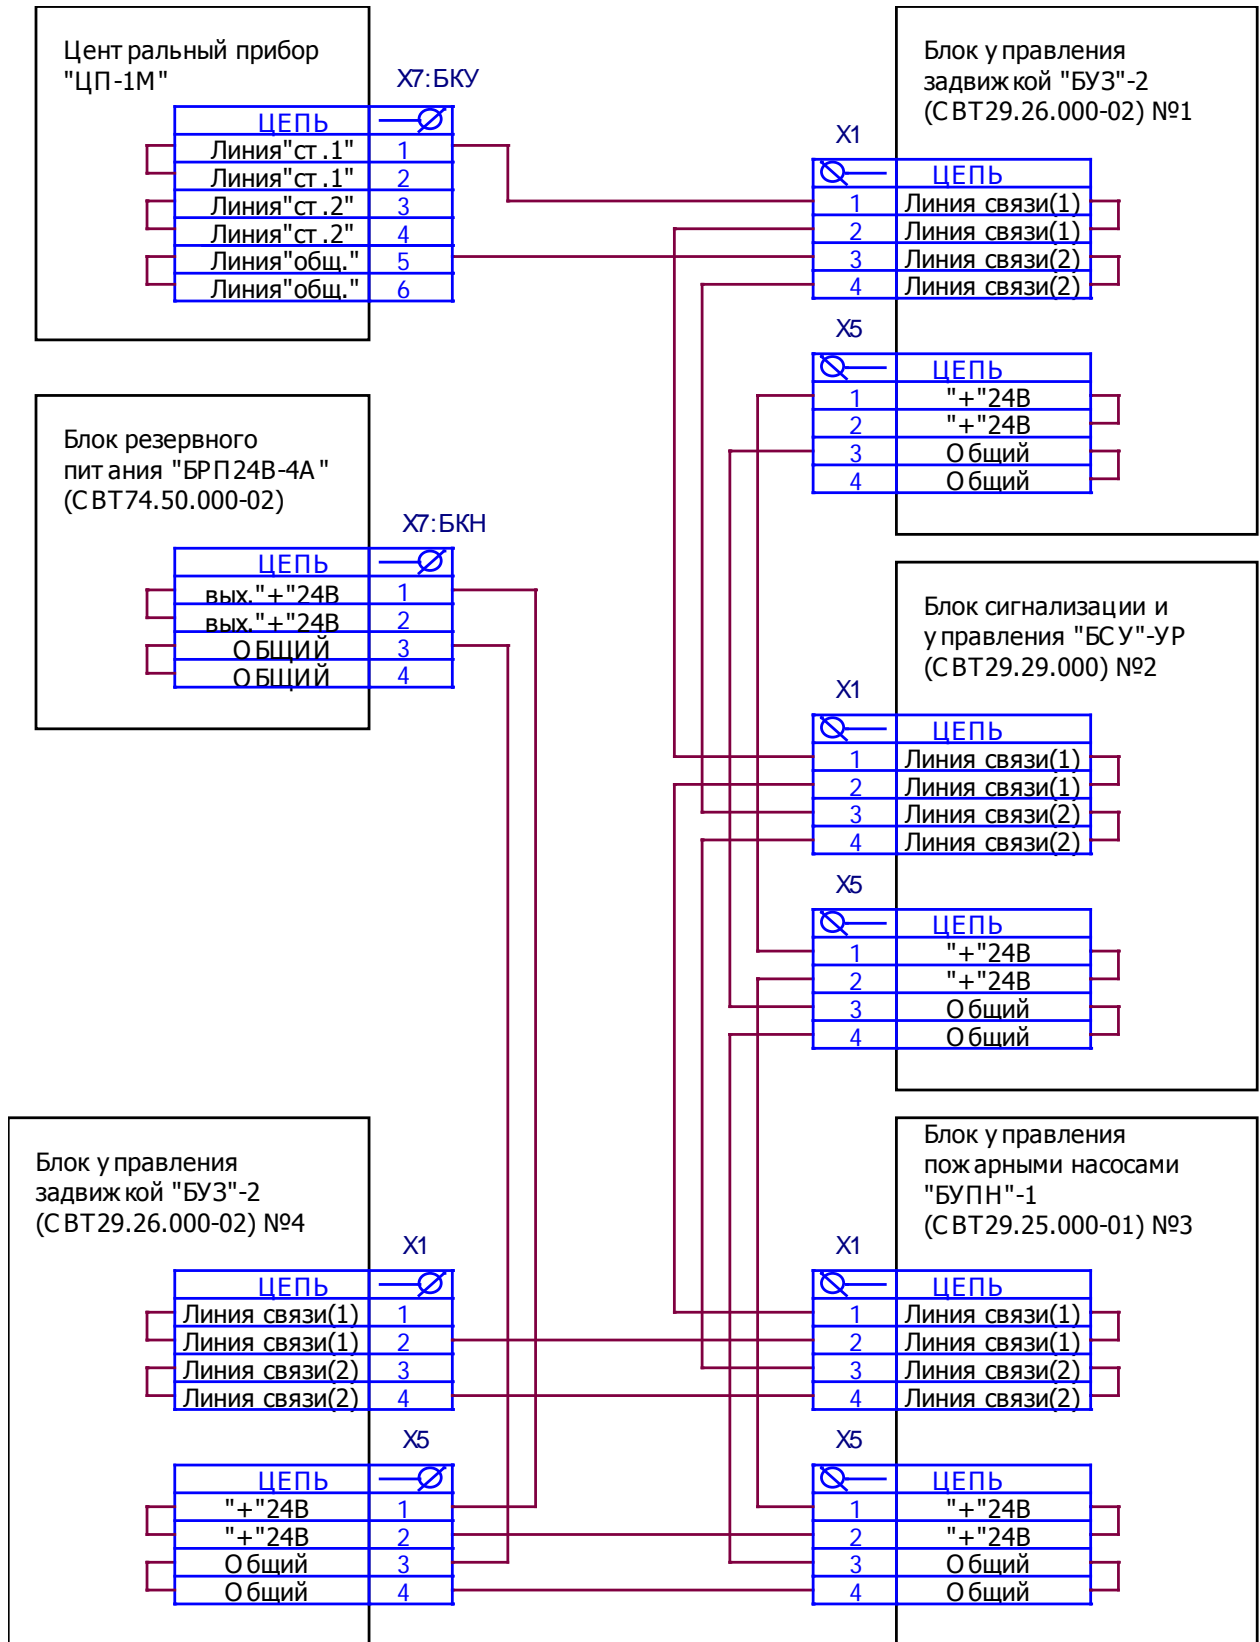 Центральный прибор
"ЦП-1М"
X7:БКУ
ЦЕПЬ
Линия"ст.1" 1
Линия"ст.1" 2
Линия"ст.2" 3
Линия"ст.2" 4
Линия"общ." 5
Линия"общ." 6
Блок управления
задвижкой "БУЗ"-2
(СВТ29.26.000-02) №1
X1
ЦЕПЬ
1 Линия связи(1)
2 Линия связи(1)
3 Линия связи(2)
4 Линия связи(2)
X5
ЦЕПЬ
1 "+"24В
2 "+"24В
3 Общий
4 Общий
Блок резервного
питания "БРП24В-4А"
(СВТ74.50.000-02)
X7:БКН
ЦЕПЬ
вых."+"24В 1
вых."+"24В 2
ОБЩИЙ 3
ОБЩИЙ 4
Блок сигнализации и
управления "БСУ"-УР
(СВТ29.29.000) №2
X1
ЦЕПЬ
1 Линия связи(1)
2 Линия связи(1)
3 Линия связи(2)
4 Линия связи(2)
X5
ЦЕПЬ
1 "+"24В
2 "+"24В
3 Общий
4 Общий
Блок управления
задвижкой "БУЗ"-2
(СВТ29.26.000-02) №4
X1
ЦЕПЬ
Линия связи(1) 1
Линия связи(1) 2
Линия связи(2) 3
Линия связи(2) 4
X5
ЦЕПЬ
"+"24В 1
"+"24В 2
Общий 3
Общий 4
Блок управления
пожарными насосами
"БУПН"-1
(СВТ29.25.000-01) №3
X1
ЦЕПЬ
1 Линия связи(1)
2 Линия связи(1)
3 Линия связи(2)
4 Линия связи(2)
X5
ЦЕПЬ
1 "+"24В
2 "+"24В
3 Общий
4 Общий